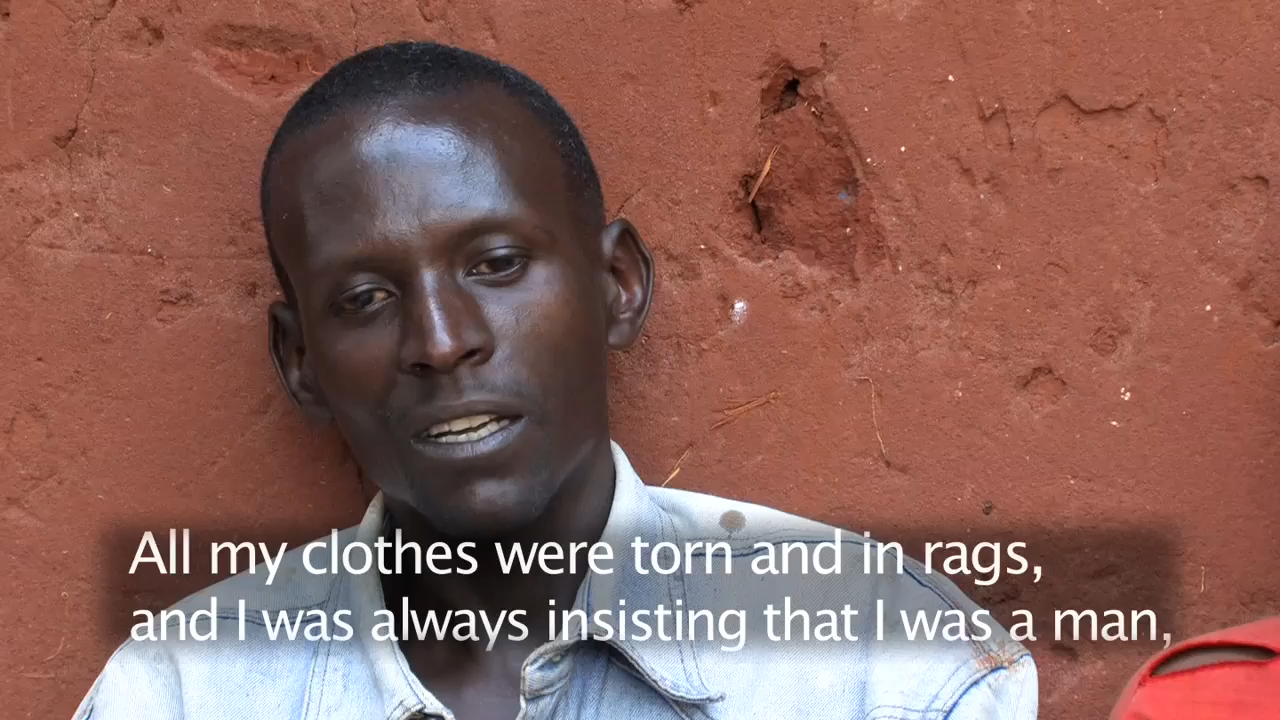 All my clothes were torn and in rags,
and I was always insisting that I was a man,